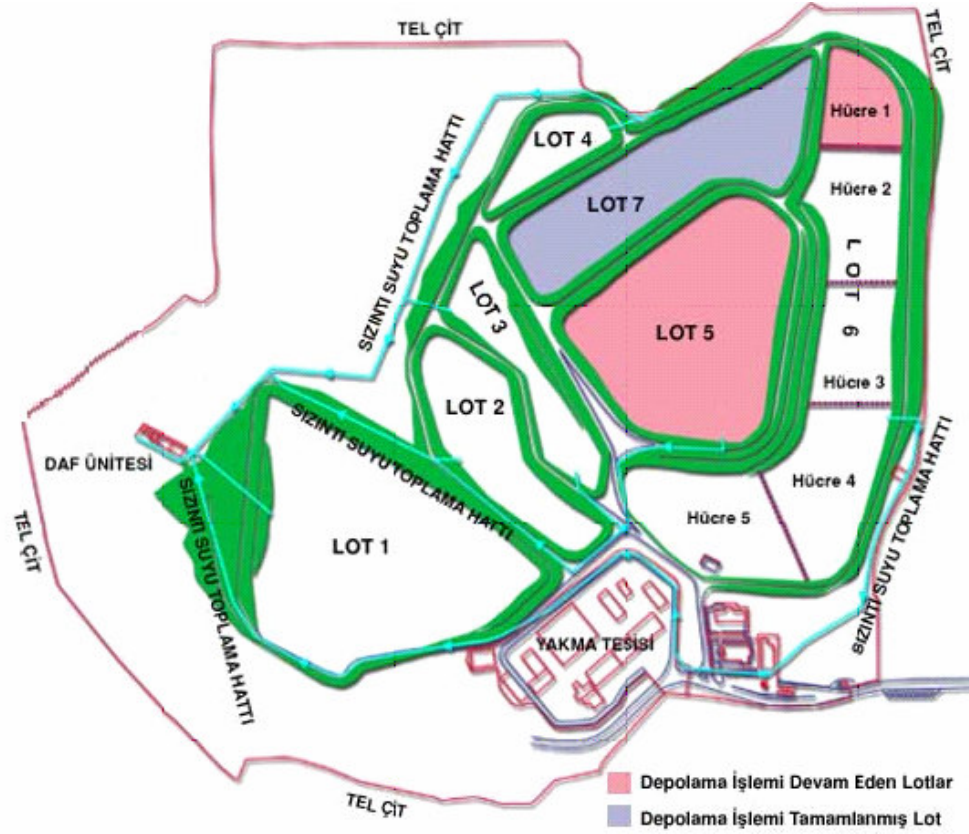 TEL ÇİT
TEL ÇİT
SIZINTI SUYU TOPLAMA HATTI
LOT 4
Hücre 1
Hücre 2
LOT 7
LOT 6
LOT 3
LOT 5
Hücre 3
LOT 2
SIZINTI SUYU TOPLAMA HATTI
DAF ÜNİTESİ
SIZINTI SUYU TOPLAMA HATTI
TEL ÇİT
Hücre 4
Hücre 5
SIZINTI SUYU TOPLAMA HATTI
LOT 1
YAKMA TESİSİ
TEL ÇİT
Depolama İşlemi Devam Eden Lotlar
Depolama İşlemi Tamamlanmış Lot